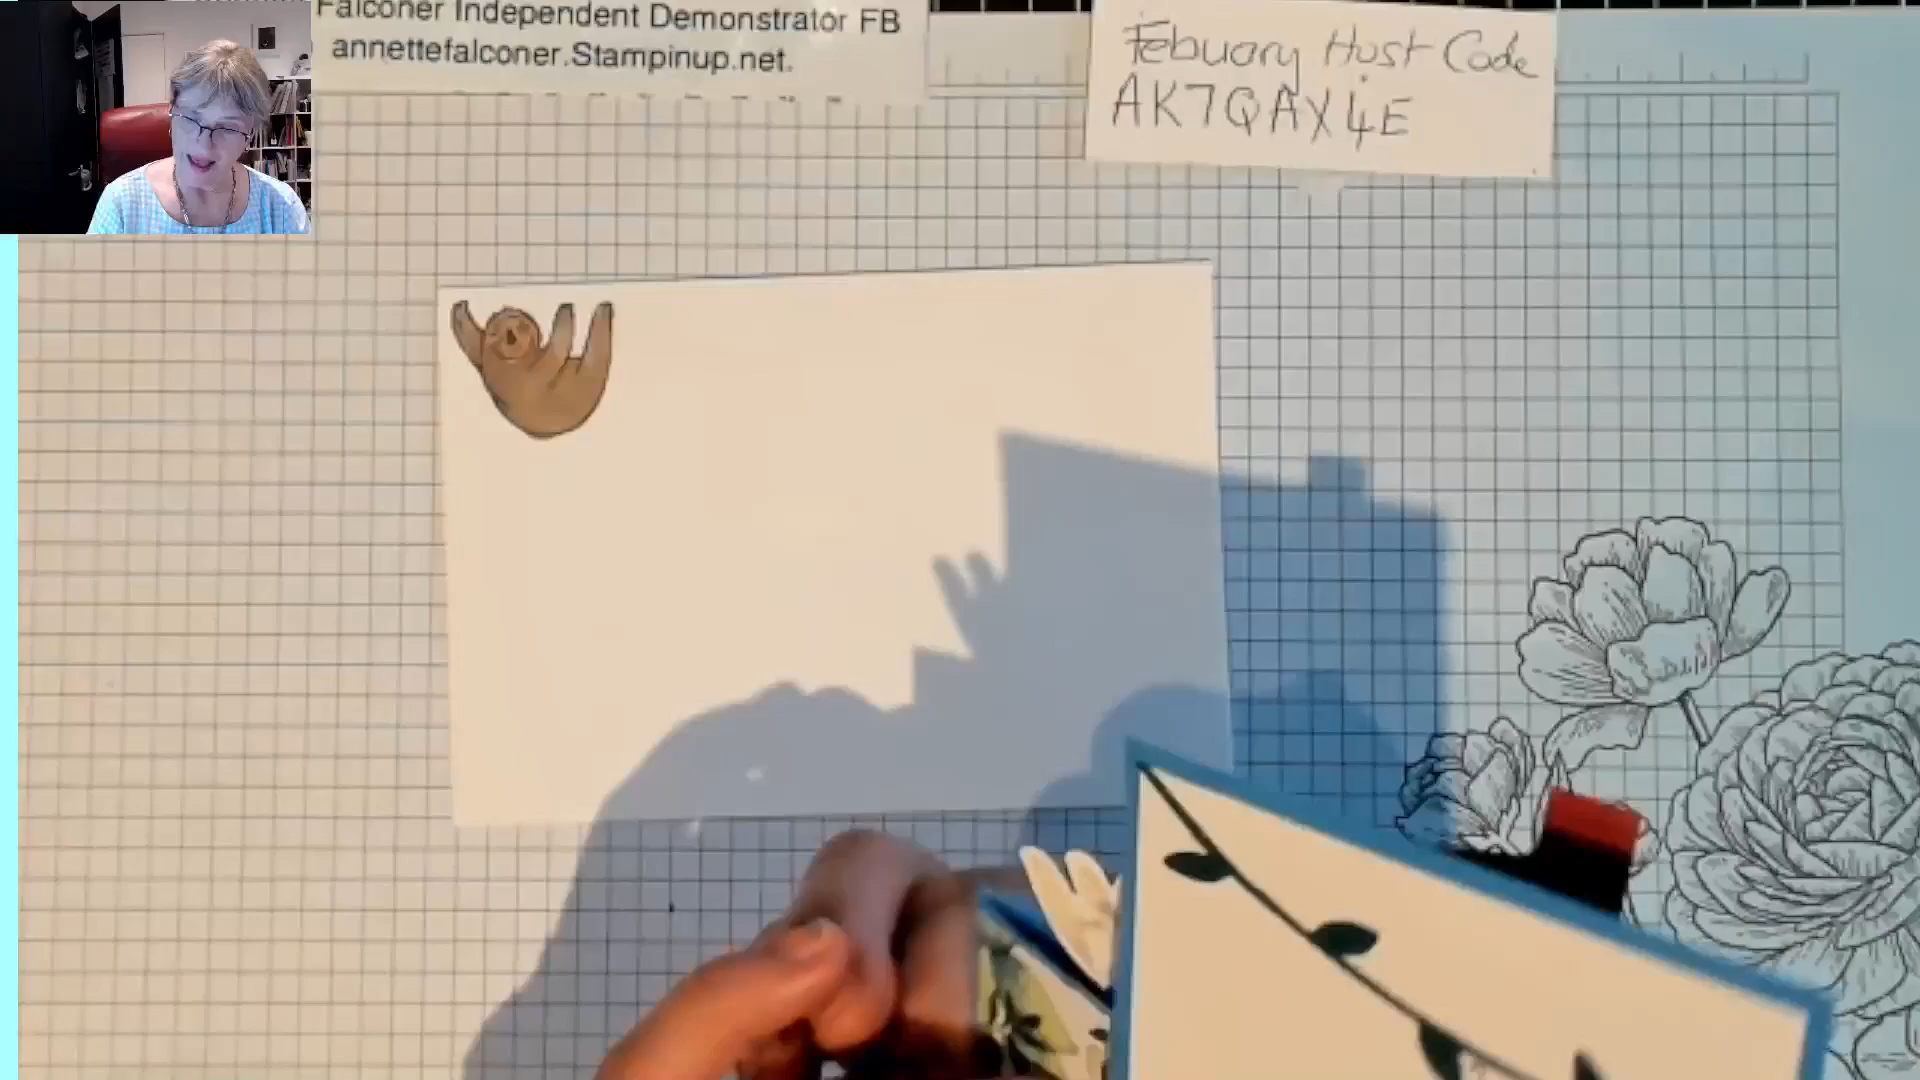 Falconer Independent Demonstrator FB
annettefalconer.Stampinup.net.
Febuary Host Code
AK7QAX4E